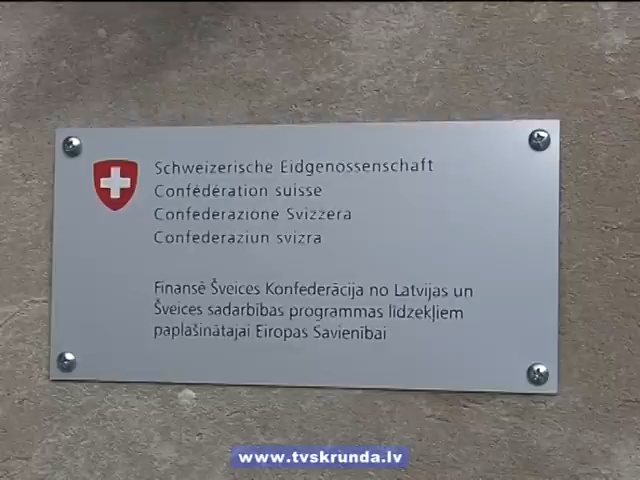 Schweizerische Eidgenossenschaft
Confédération suisse
Confederazione Svizzera
Confederaziun svizra
Finansē Šveices Konfederācija no Latvijas un
Šveices sadarbības programmas līdzekļiem
paplašinātajai Eiropas Savienībai
www.tvskrunda.lv